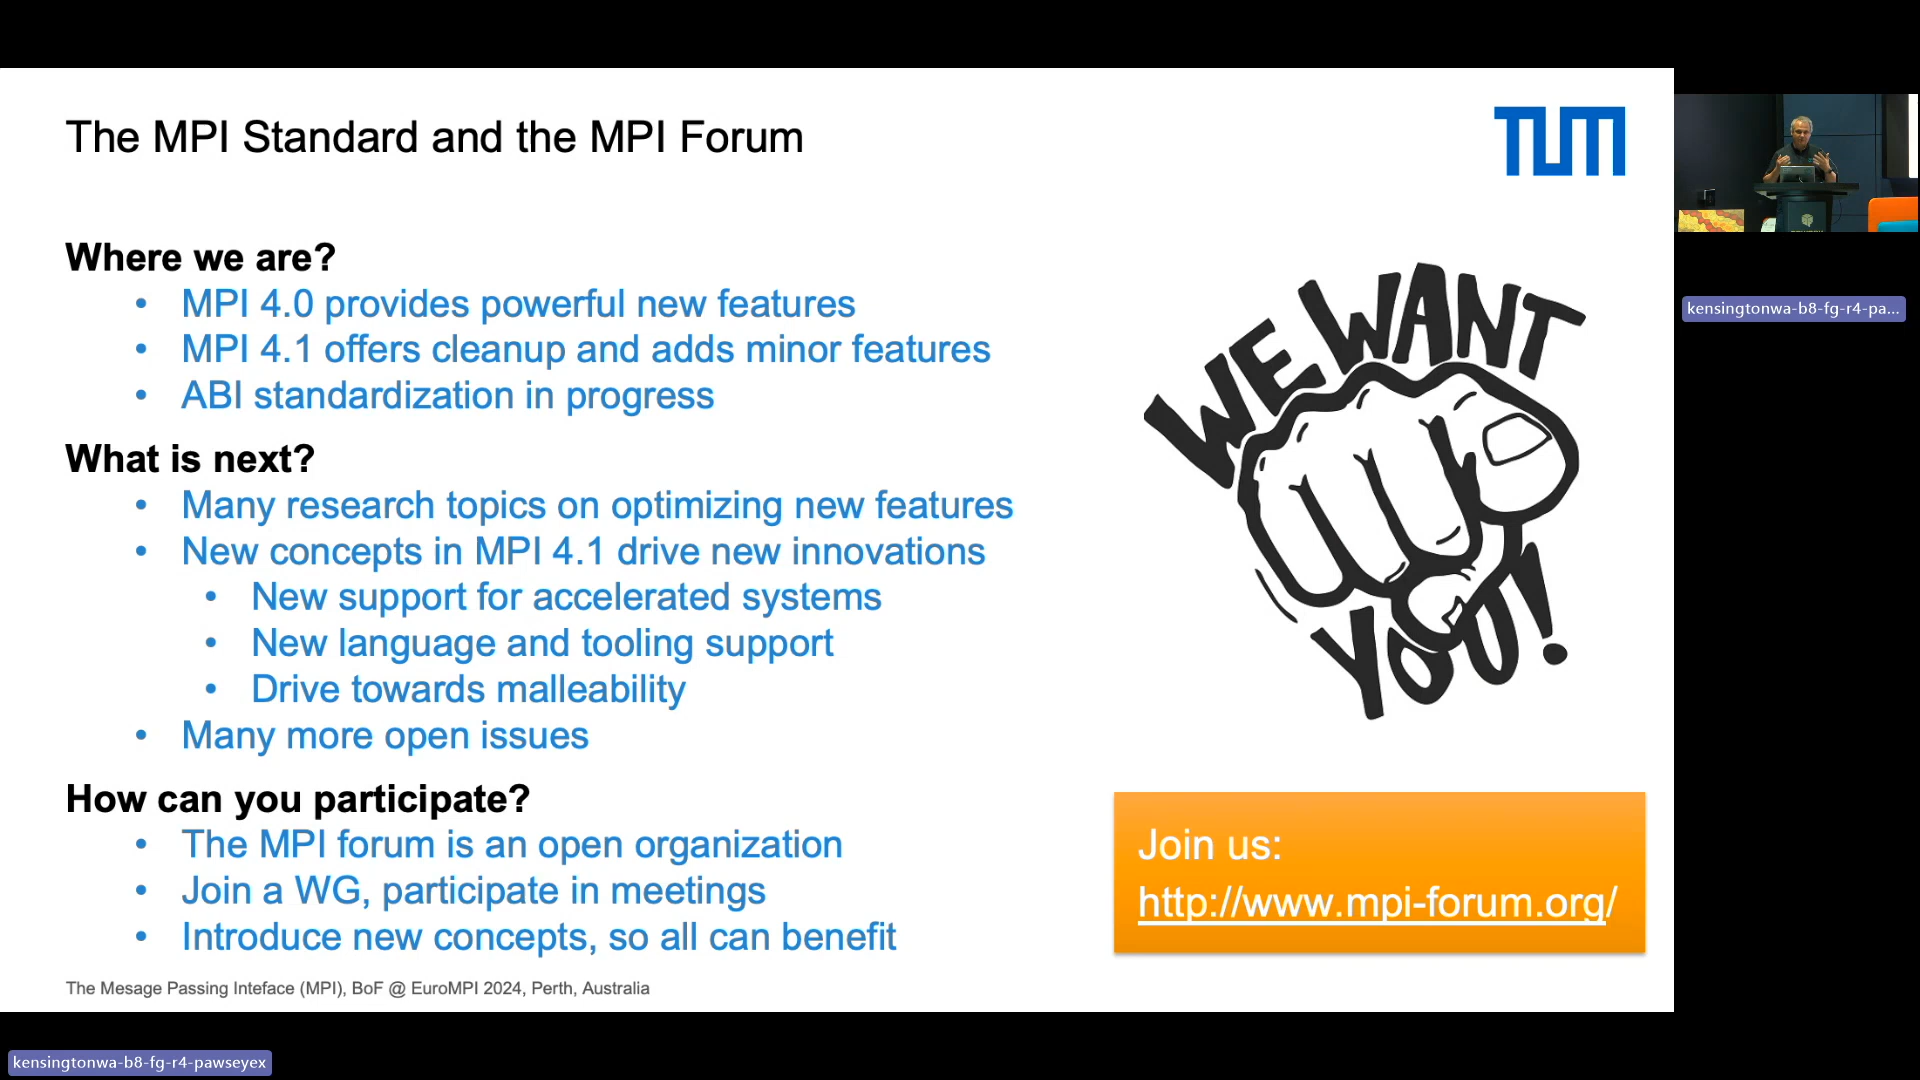 The MPI Standard and the MPI Forum
TUM
Where we are?
• MPI 4.0 provides powerful new features
• MPI 4.1 offers cleanup and adds minor features
• ABI standardization in progress
What is next?
• Many research topics on optimizing new features
• New concepts in MPI 4.1 drive new innovations
• New support for accelerated systems
• New language and tooling support
• Drive towards malleability
• Many more open issues
How can you participate?
• The MPI forum is an open organization
• Join a WG, participate in meetings
• Introduce new concepts, so all can benefit
WE WANT
YOU!
Join us:
http://www.mpi-forum.org/
The Mesage Passing Inteface (MPI), BoF @ EuroMPI 2024, Perth, Australia
kensingtonwa-b8-fg-r4-pa...
kensingtonwa-b8-fg-r4-pawseyex